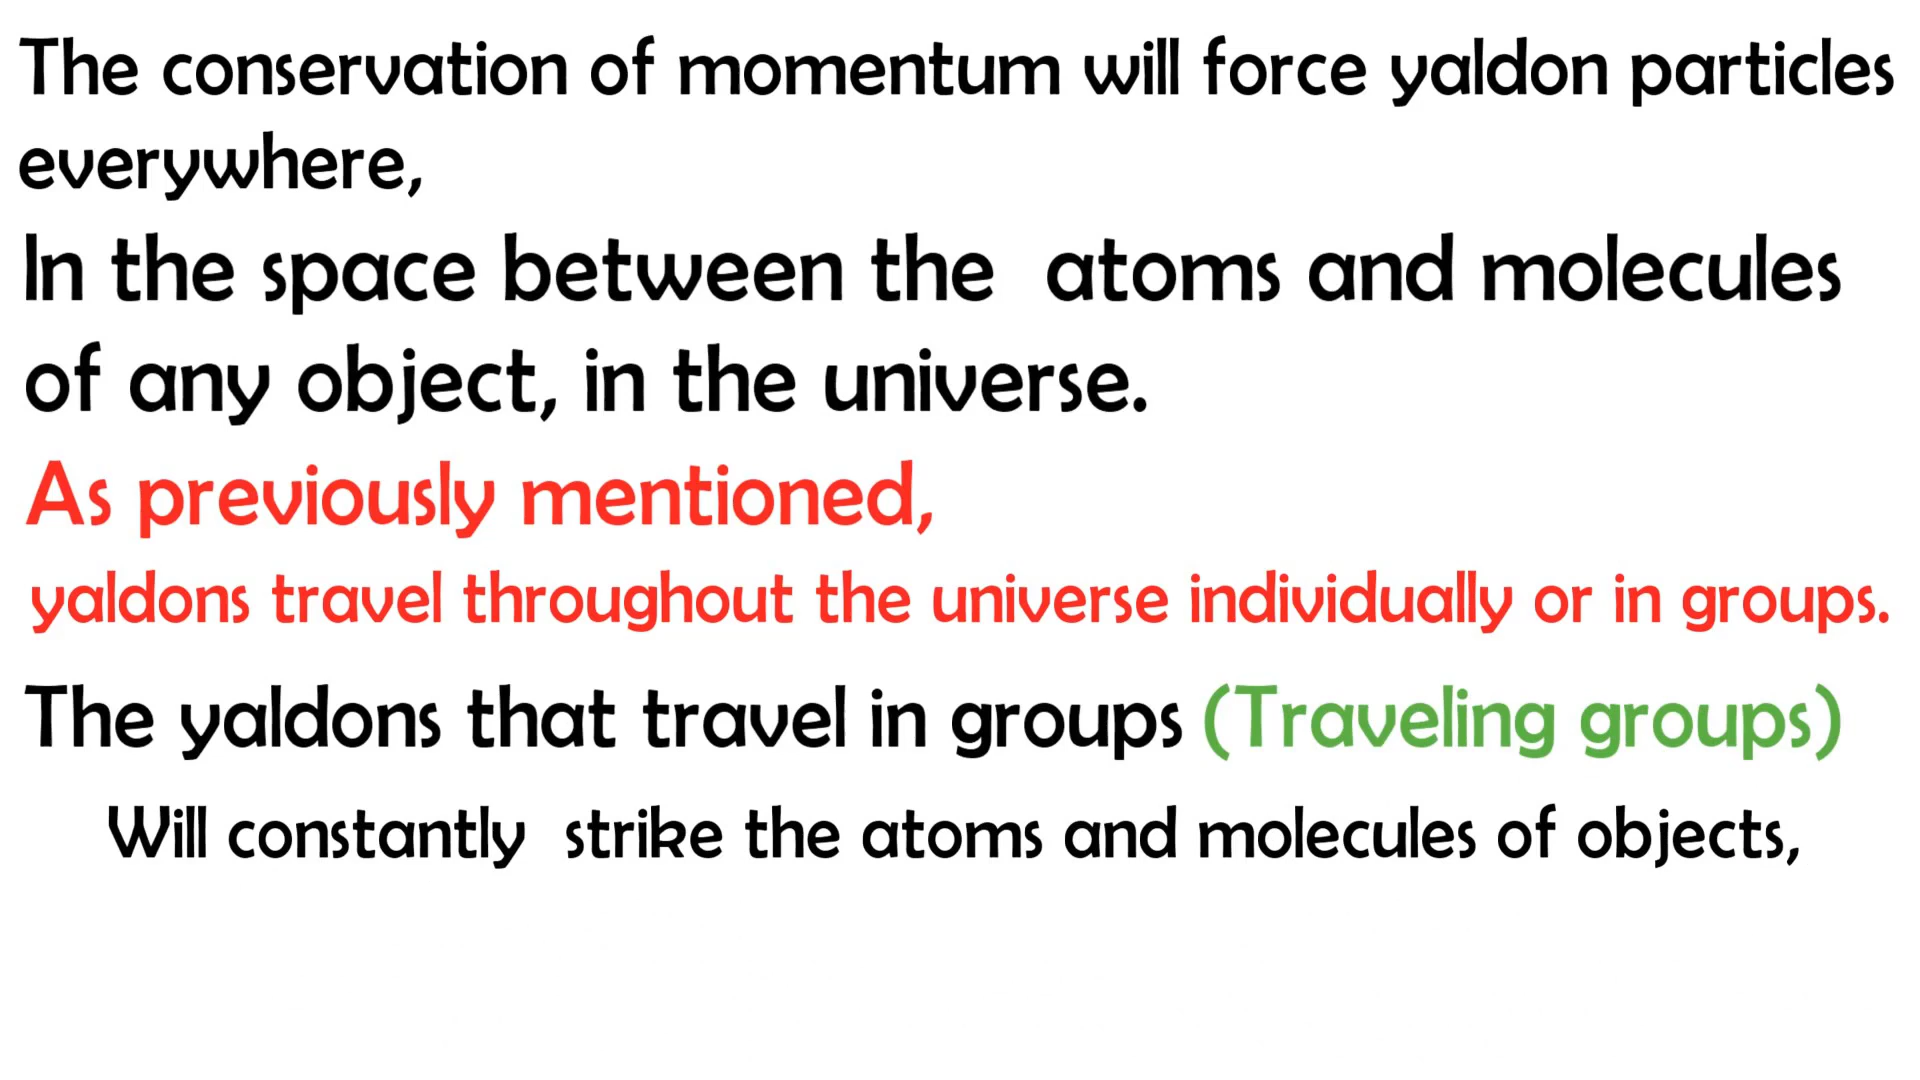 The conservation of momentum will force yaldon particles
everywhere,
In the space between the atoms and molecules
of any object, in the universe.
As previously mentioned,
yaldons travel throughout the universe individually or in groups.
The yaldons that travel in groups (Traveling groups)
Will constantly strike the atoms and molecules of objects,